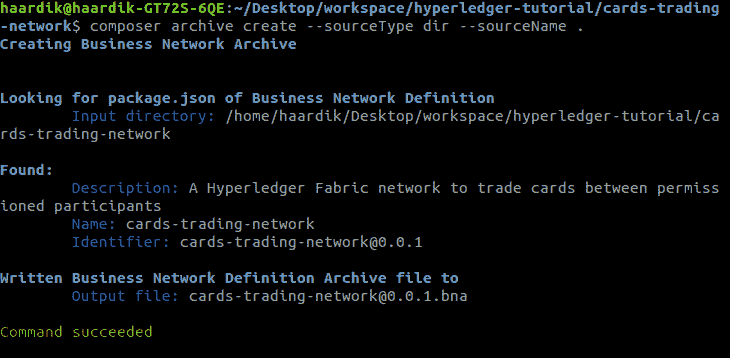 haardik@haardik-GT72S-6QE:~/Desktop/workspace/hyperledger-tutorial/cards-trading
-network$ composer archive create --sourceType dir --sourceName .
Creating Business Network Archive
Looking for package.json of Business Network Definition
Input directory: /home/haardik/Desktop/workspace/hyperledger-tutorial/ca
rds-trading-network
Found:
Description: A Hyperledger Fabric network to trade cards between permiss
ioned participants
Name: cards-trading-network
Identifier: cards-trading-network@0.0.1
Written Business Network Definition Archive file to
Output file: cards-trading-network@0.0.1.bna
Command succeeded